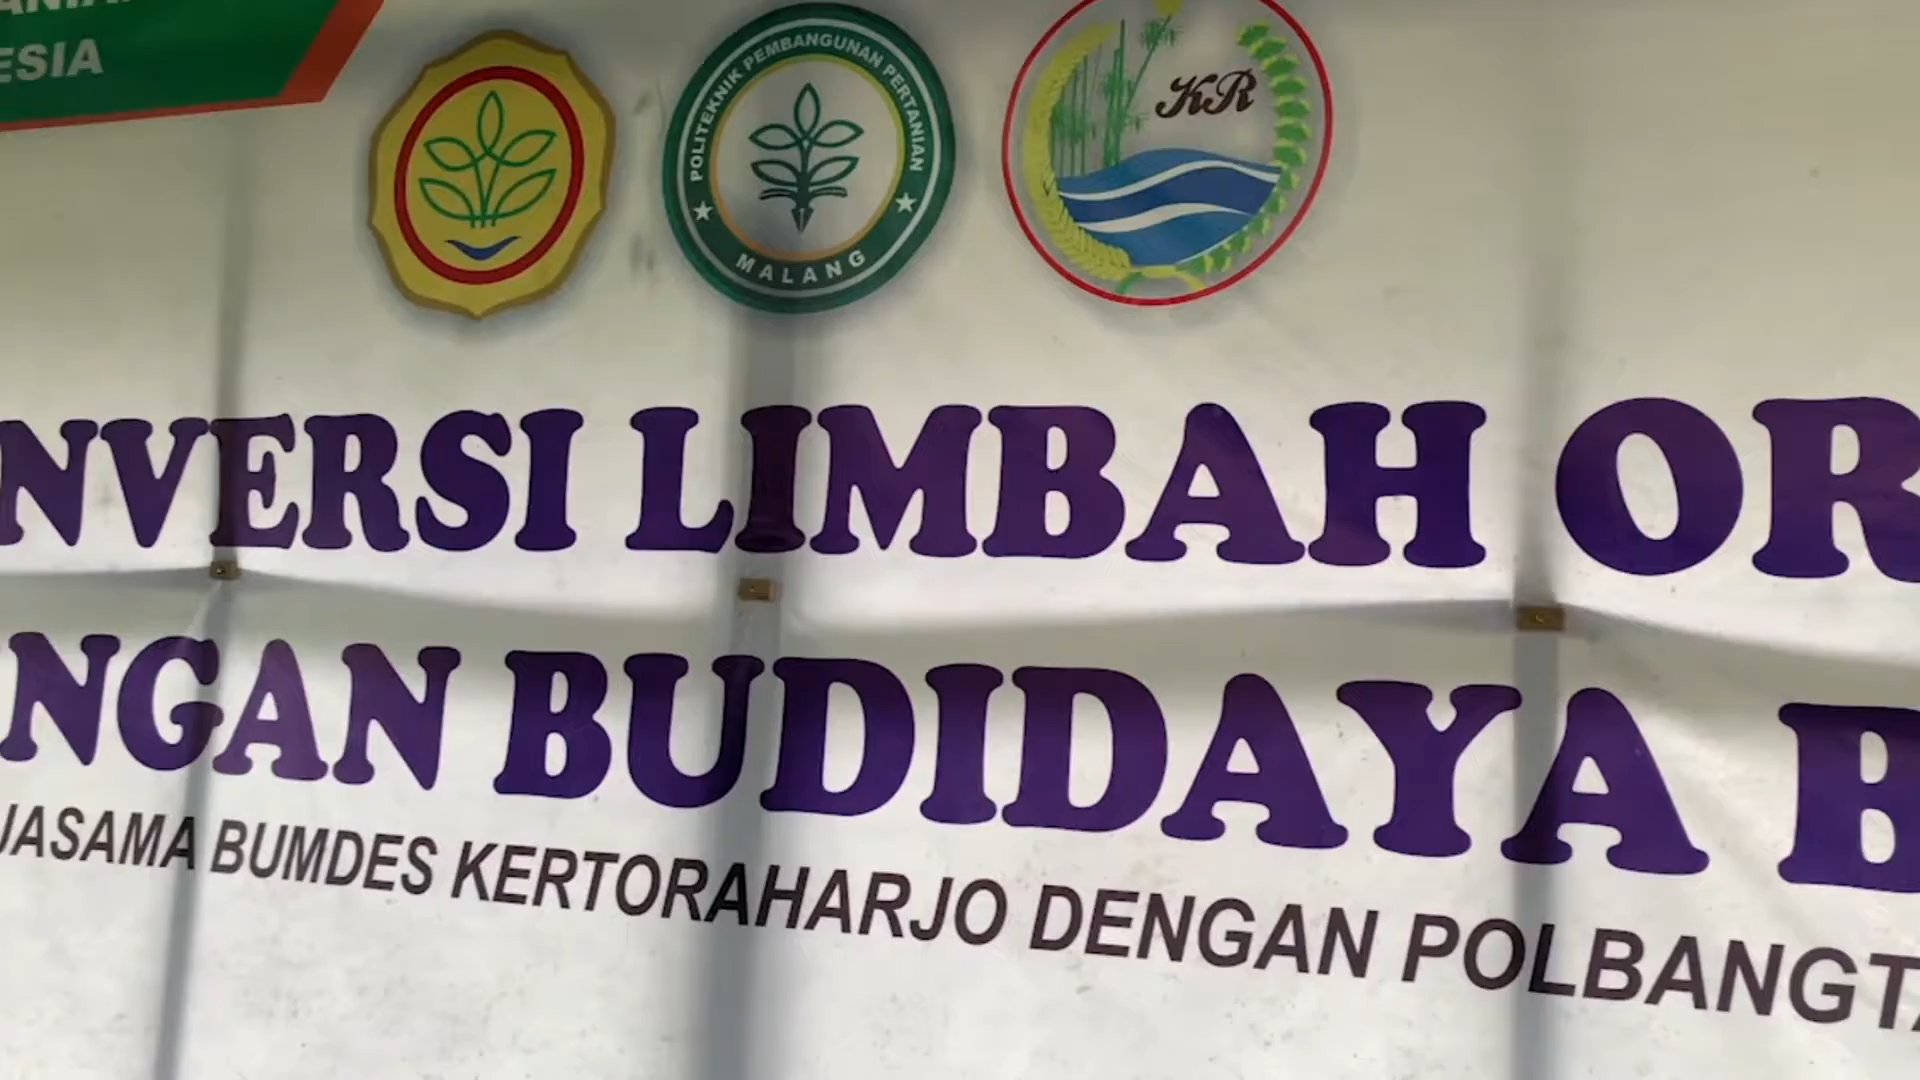 ESIA
POLITEKNIK PEMBANGUNAN PERTANIAN
MALANG
KR
NVERSI LIMBAH OR
NGAN BUDIDAYA B
JASAMA BUMDES KERTORAHARJO DENGAN POLBANGT